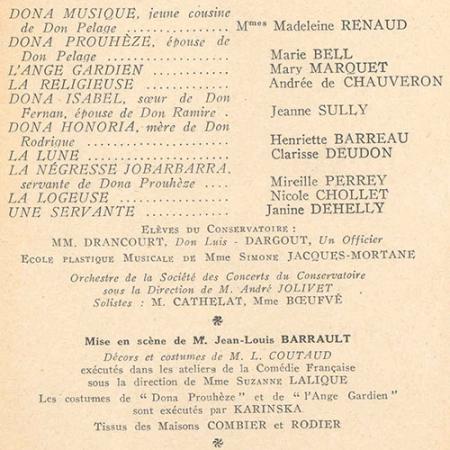 DONA MUSIQUE, jeune cousine
de Don Pelage ................ Mmes Madeleine RENAUD
DONA PROUHÈZE, épouse de
Don Pelage .................. Marie BELL
L'ANGE GARDIEN ............. Mary MARQUET
LA RELIGIEUSE ............... Andrée de CHAUVERON
DONA ISABEL, sœur de Don
Fernan, épouse de Don Ramire . Jeanne SULLY
DONA HONORIA, mère de Don
Rodrigue ..................... Henriette BARREAU
LA LUNE ...................... Clarisse DEUDON
LA NÉGRESSE JOBARBARRA,
servante de Dona Prouhèze .... Mireille PERREY
LA LOGEUSE .................. Nicole CHOLLET
UNE SERVANTE ............... Janine DEHELLY
ELÈVES DU CONSERVATOIRE :
MM. DRANCOURT, Don Luis - DARGOUT, Un Officier
ECOLE PLASTIQUE MUSICALE DE MME SIMONE JACQUES-MORTANE
Orchestre de la Société des Concerts du Conservatoire
sous la Direction de M. André JOLIVET
Solistes : M. CATHELAT, Mme BŒUFVÉ
Mise en scène de Mr. Jean-Louis BARRAULT
Décors et costumes de M. L. COUTAUD
exécutés dans les ateliers de la Comédie Française
sous la direction de Mme SUZANNE LALIQUE
Les costumes de "Dona Prouhèze" et de "l'Ange Gardien"
sont exécutés par KARINSKA
Tissus des Maisons COMBIER et RODIER